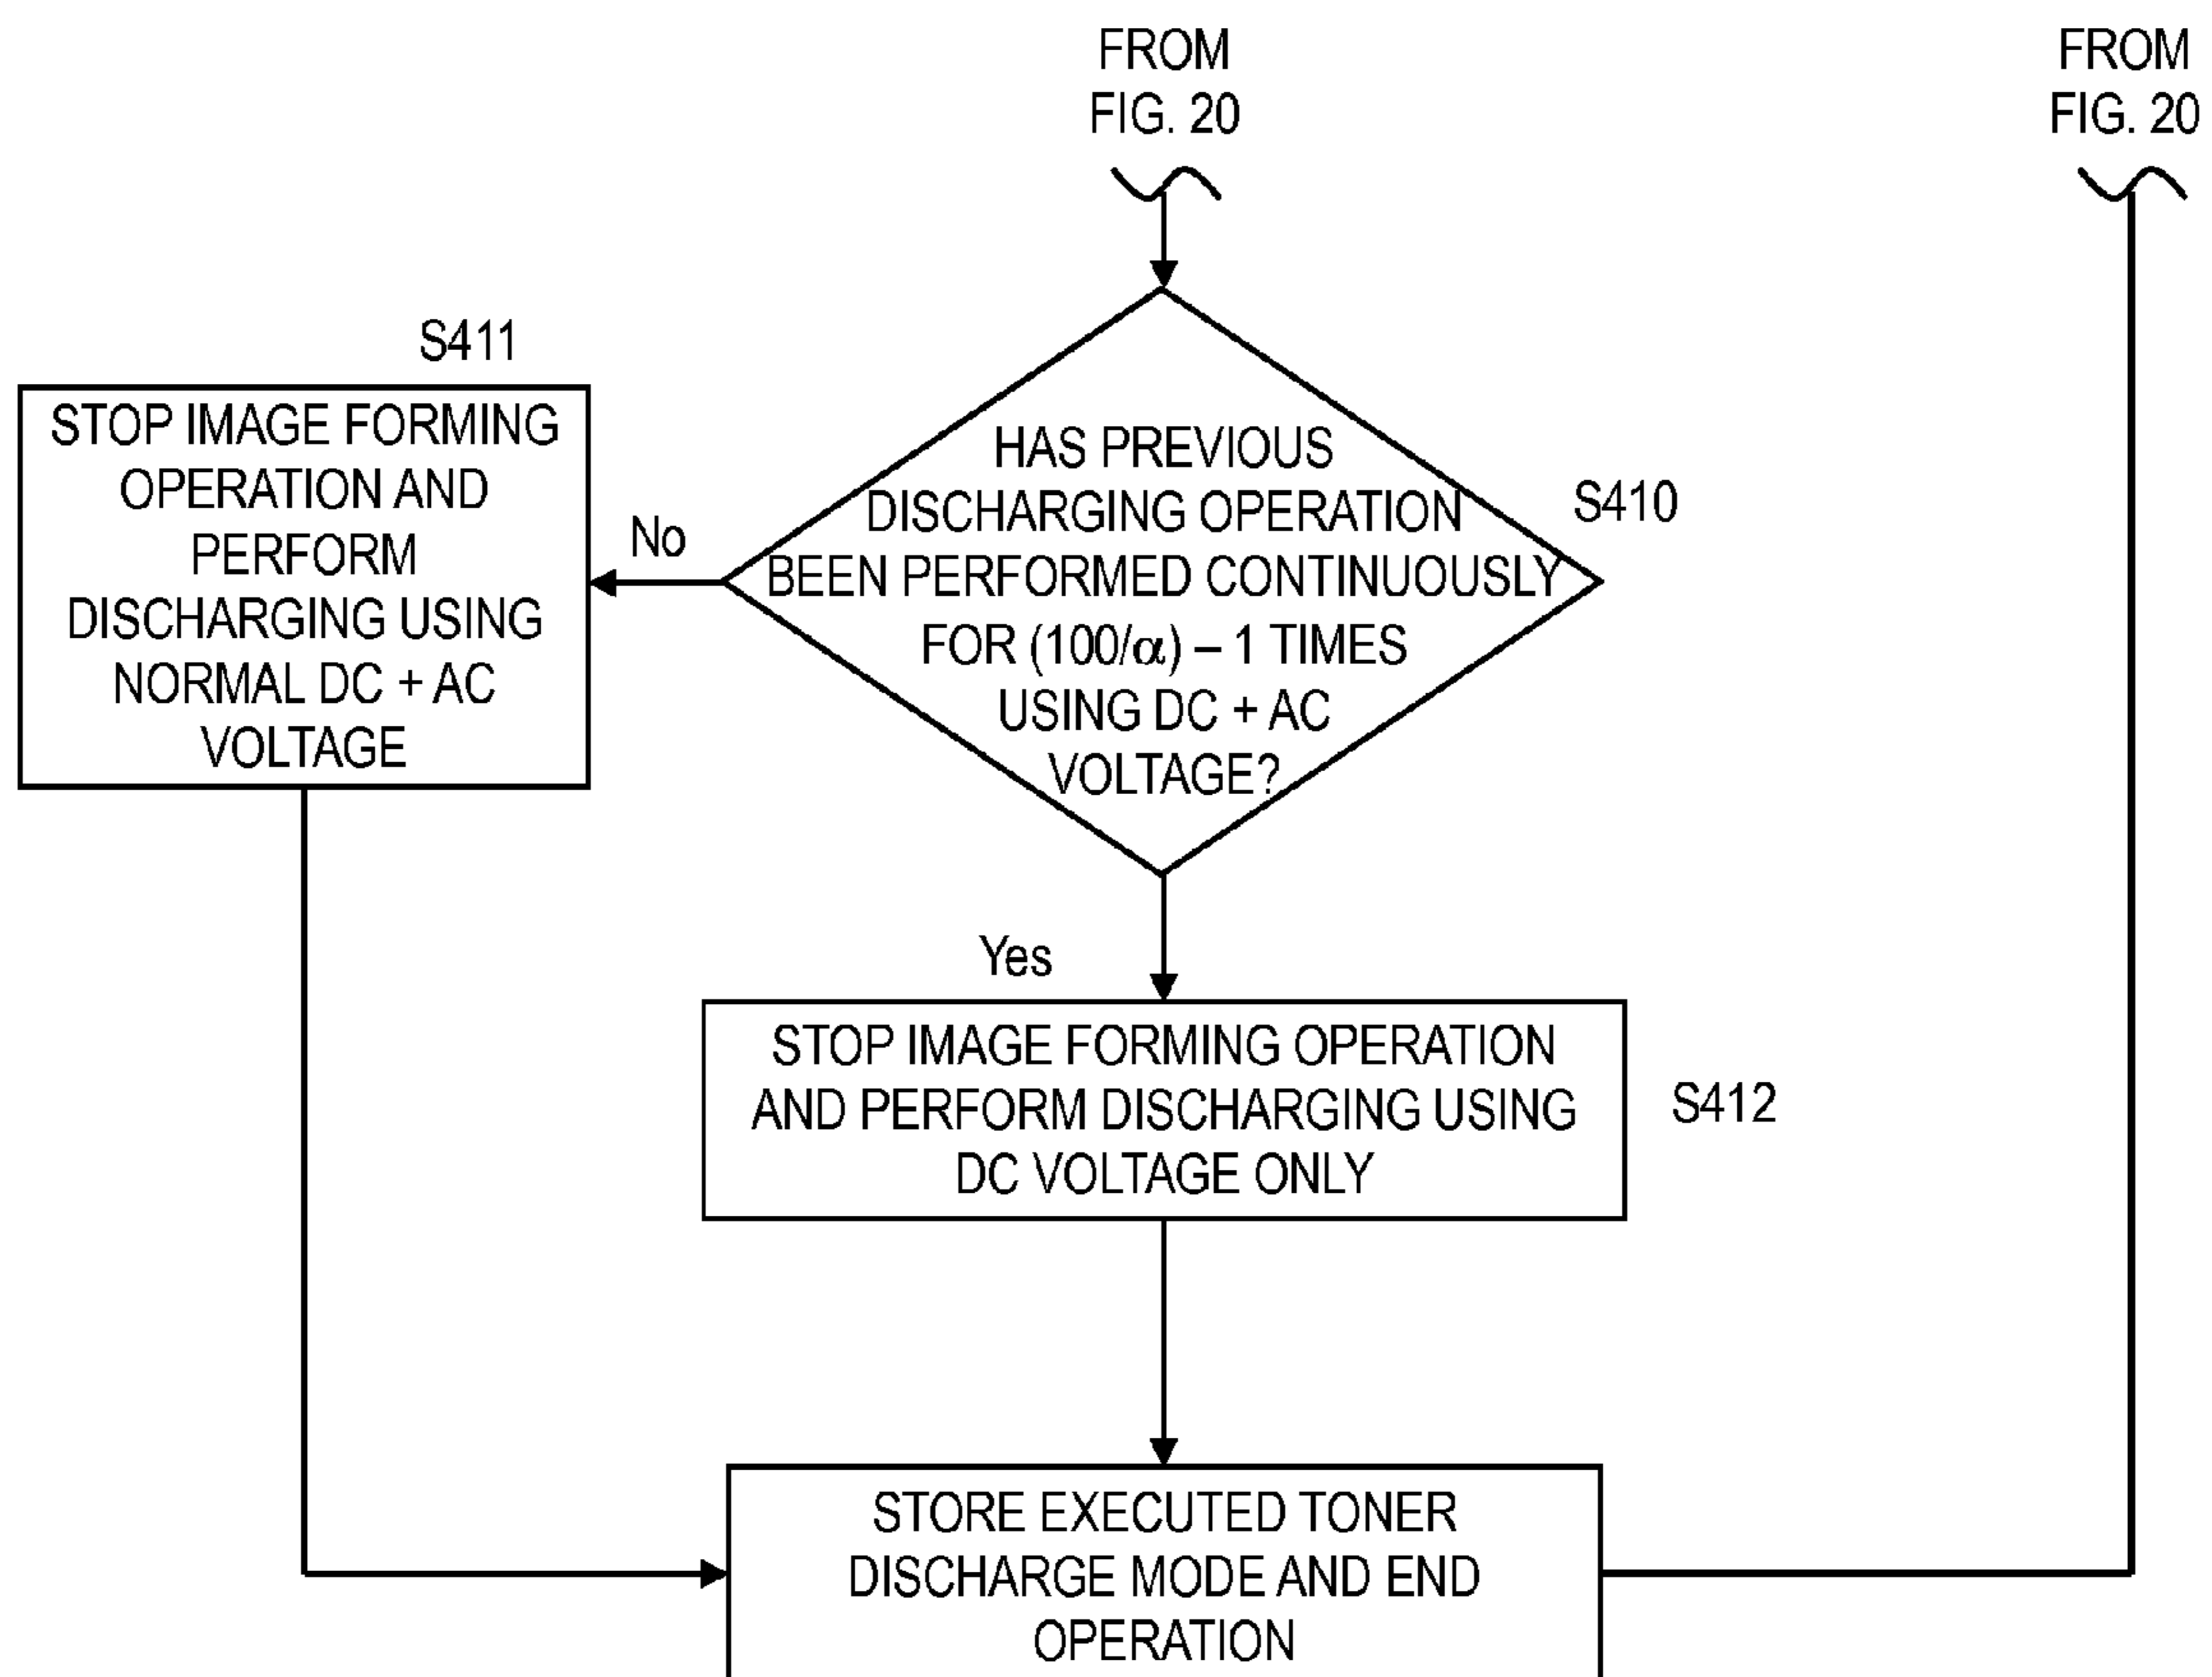 FROM
FIG. 20
FROM
FIG. 20
S411
STOP IMAGE FORMING
OPERATION AND
PERFORM
DISCHARGING USING
NORMAL DC + AC
VOLTAGE
No
HAS PREVIOUS
DISCHARGING OPERATION
BEEN PERFORMED CONTINUOUSLY
FOR (100/α) – 1 TIMES
USING DC + AC
VOLTAGE?
S410
Yes
STOP IMAGE FORMING OPERATION
AND PERFORM DISCHARGING USING
DC VOLTAGE ONLY
S412
STORE EXECUTED TONER
DISCHARGE MODE AND END
OPERATION